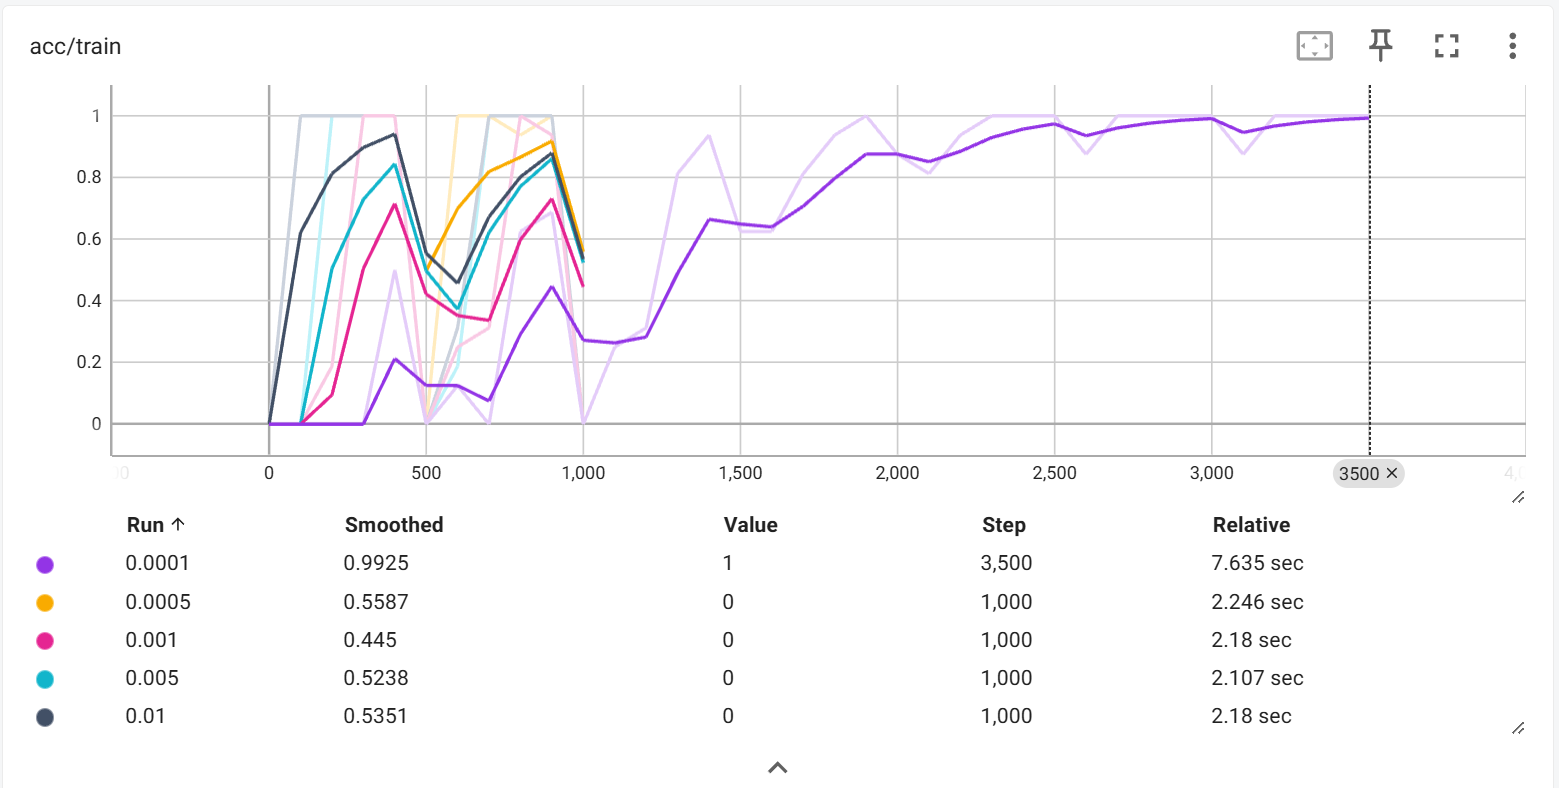 acc/train
1
0.8
0.6
0.4
0.2
0
0 500 1,000 1,500 2,000 2,500 3,000 3500 ×
Run ↑ Smoothed Value Step Relative
0.0001 0.9925 1 3,500 7.635 sec
0.0005 0.5587 0 1,000 2.246 sec
0.001 0.445 0 1,000 2.18 sec
0.005 0.5238 0 1,000 2.107 sec
0.01 0.5351 0 1,000 2.18 sec